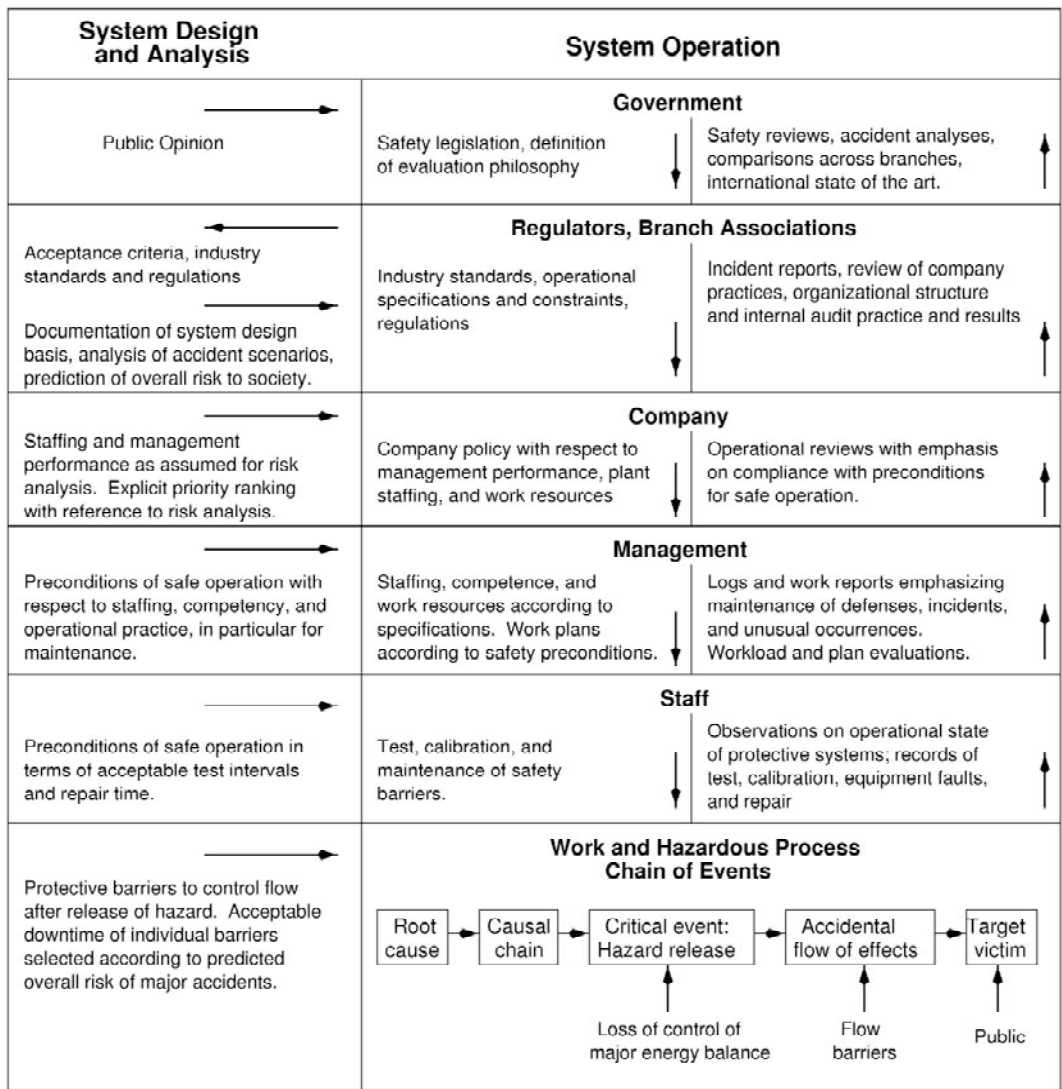 System Design
and Analysis
System Operation
Public Opinion
Government
Safety legislation, definition
of evaluation philosophy
Safety reviews, accident analyses,
comparisons across branches,
international state of the art.
Acceptance criteria, industry
standards and regulations
Documentation of system design
basis, analysis of accident scenarios,
prediction of overall risk to society.
Regulators, Branch Associations
Industry standards, operational
specifications and constraints,
regulations
Incident reports, review of company
practices, organizational structure
and internal audit practice and results
Staffing and management
performance as assumed for risk
analysis. Explicit priority ranking
with reference to risk analysis.
Company
Company policy with respect to
management performance, plant
staffing, and work resources
Operational reviews with emphasis
on compliance with preconditions
for safe operation.
Preconditions of safe operation with
respect to staffing, competency, and
operational practice, in particular for
maintenance.
Management
Staffing, competence, and
work resources according to
specifications. Work plans
according to safety preconditions.
Logs and work reports emphasizing
maintenance of defenses, incidents,
and unusual occurrences.
Workload and plan evaluations.
Preconditions of safe operation in
terms of acceptable test intervals
and repair time.
Staff
Test, calibration, and
maintenance of safety
barriers.
Observations on operational state
of protective systems; records of
test, calibration, equipment faults,
and repair
Protective barriers to control flow
after release of hazard. Acceptable
downtime of individual barriers
selected according to predicted
overall risk of major accidents.
Work and Hazardous Process
Chain of Events
Root
cause
Causal
chain
Critical event:
Hazard release
Accidental
flow of effects
Target
victim
Loss of control of
major energy balance
Flow
barriers
Public